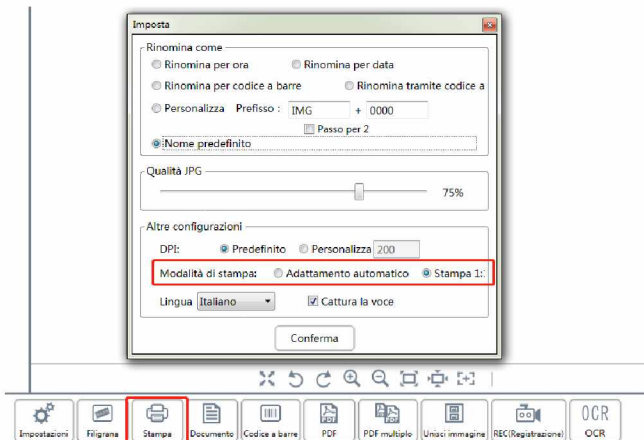 Imposta
Rinomina come
Rinomina per ora Rinomina per data
Rinomina per codice a barre Rinomina tramite codice a
Personalizza Prefisso : IMG + 0000
Passo per 2
Nome predefinito
Qualità JPG
75%
Altre configurazioni
DPI: Predefinito Personalizza 200
Modalità di stampa: Adattamento automatico Stampa 1:
Lingua Italiano Cattura la voce
Conferma
Impostazioni Filigrana Stampa Documento Codice a barre PDF PDF multiplo Unisci immagine REC(Registrazione) OCR
OCR